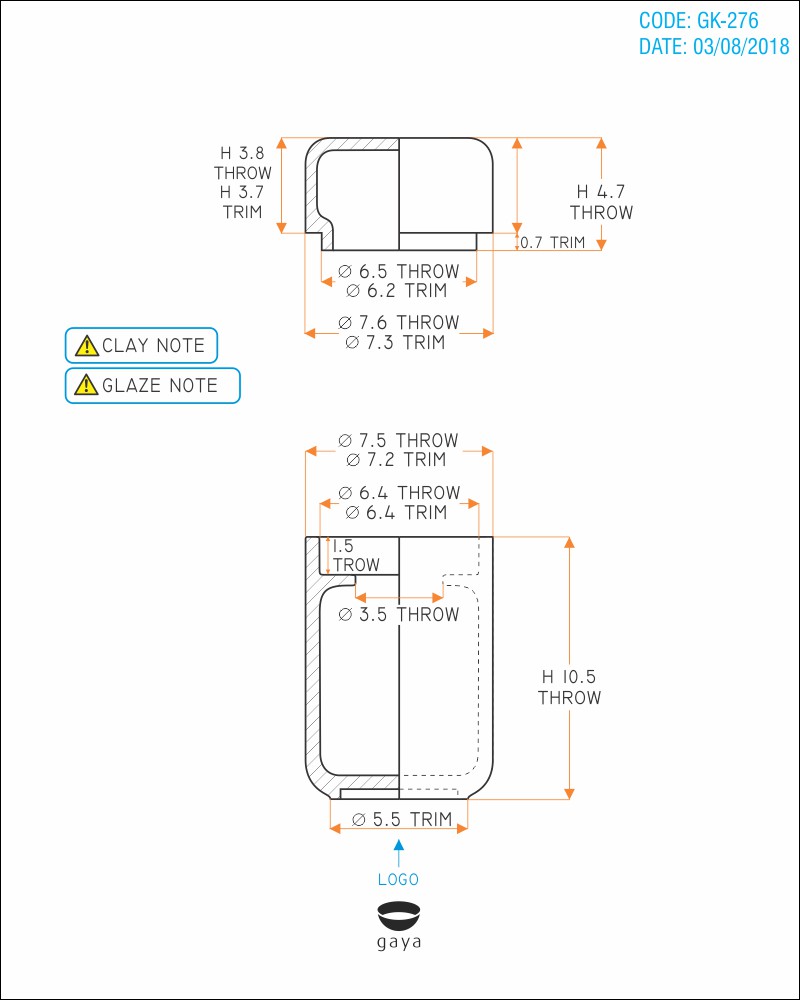 CODE: GK-276
DATE: 03/08/2018
H 3.8
THROW
H 3.7
TRIM
H 4.7
THROW
0.7 TRIM
Ø 6.5 THROW
Ø 6.2 TRIM
Ø 7.6 THROW
Ø 7.3 TRIM
CLAY NOTE
GLAZE NOTE
Ø 7.5 THROW
Ø 7.2 TRIM
Ø 6.4 THROW
Ø 6.4 TRIM
1.5
TROW
Ø 3.5 THROW
H 10.5
THROW
Ø 5.5 TRIM
LOGO
gaya